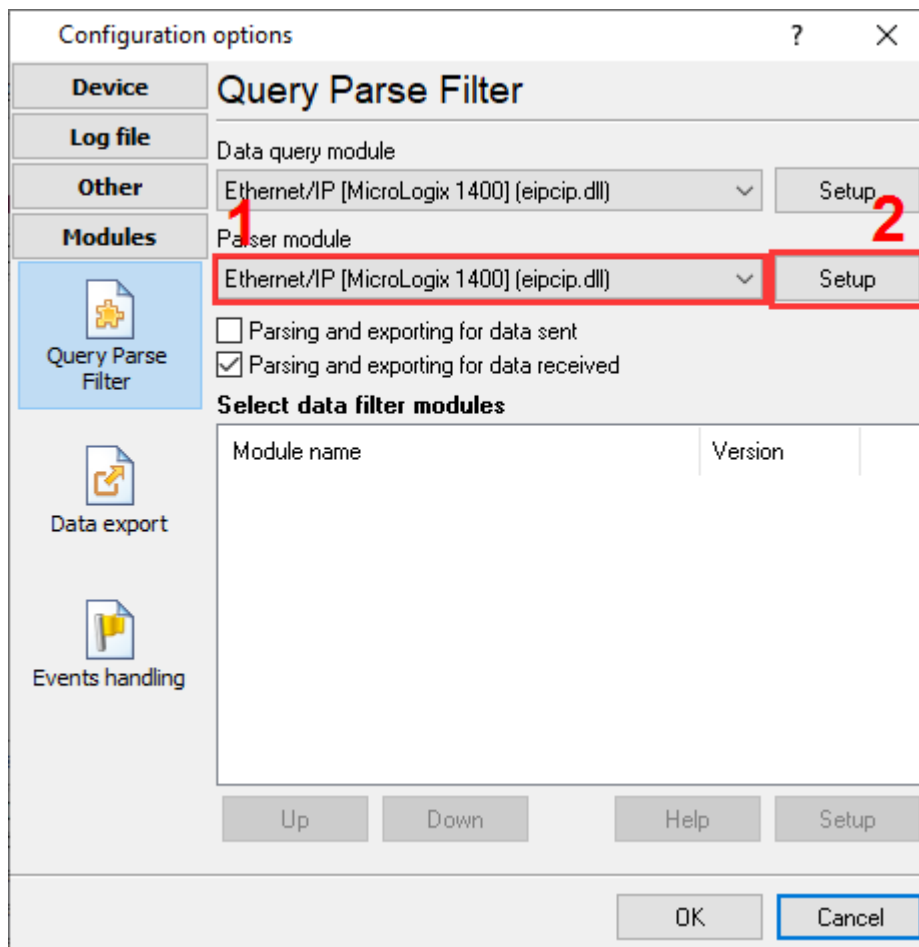 Configuration options
?
Device
Log file
Other
Modules
Query Parse
Filter
Data export
Events handling
Query Parse Filter
Data query module
Ethernet/IP [MicroLogix 1400] (eipcip.dll)
Setup
1
2
Parser module
Ethernet/IP [MicroLogix 1400] (eipcip.dll)
Setup
Parsing and exporting for data sent
Parsing and exporting for data received
Select data filter modules
Module name Version
Up Down Help Setup
OK Cancel